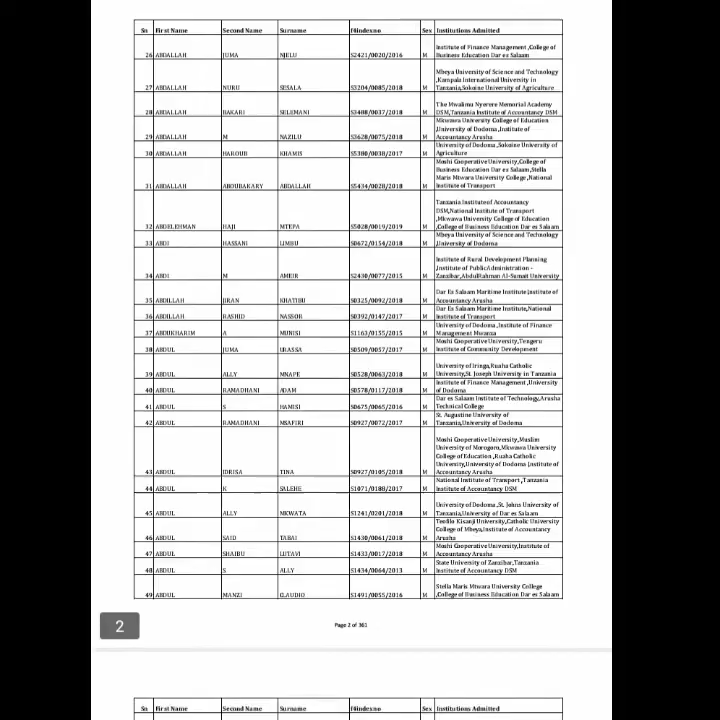 Sn First Name Second Name Surname f4indexno Sex Institutions Admitted
Institute of Finance Management ,College of
26 ABDALLAH JUMA NJELU S2421/0020/2016 M Business Education Dar es Salaam
Mbeya University of Science and Technology
,Kampala International University in
27 ABDALLAH NURU SESALA S3204/0085/2018 M Tanzania,Sokoine University of Agriculture
The Mwalimu Nyerere Memorial Academy
28 ABDALLAH BAKARI SULEMANI S3488/0037/2018 M DSM,Tanzania Institute of Accountancy DSM
Mkwawa University College of Education
,University of Dodoma ,Institute of
29 ABDALLAH M NAZILU S3628/0075/2018 M Accountancy Arusha
University of Dodoma ,Sokoine University of
30 ABDALLAH HAROUB KHAMIS S5380/0038/2017 M Agriculture
Moshi Cooperative University,College of
Business Education Dar es Salaam,Stella
Maris Mtwara University College ,National
31 ABDALLAH ABOUBAKARY ABDALLAH S5434/0028/2018 M Institute of Transport
Tanzania Instituteof Accountancy
DSM,National Institute of Transport
,Mkwawa University College of Education
32 ABDELEHMAN HAJI MTEPA S5028/0019/2019 M ,College of Business Education Dar es Salaam
Mbeya University of Science and Technology
33 ABDI HASSANI LIMBU S0672/0154/2018 M ,University of Dodoma
Institute of Rural Development Planning
,Institute of PublicAdministration -
34 ABDI M AMEIR S2430/0077/2015 M Zanzibar,AbdulRahman Al-Sumait University
Dar Es Salaam Maritime Institute,Institute of
35 ABDILLAH JIRAN KHATIBU S0325/0092/2018 M Accountancy Arusha
Dar Es Salaam Maritime Institute,National
36 ABDILLAH RASHID NASSOR S0392/0147/2017 M Institute of Transport
University of Dodoma ,Institute of Finance
37 ABDUKHARIM A MUNISI S1163/0155/2015 M Management Mwanza
Moshi Cooperative University,Tengeru
38 ABDUL JUMA URASSA S0509/0057/2017 M Institute of Community Development
University of Iringa,Ruaha Catholic
39 ABDUL ALLY MNAPE S0528/0063/2018 M University,St. Joseph University in Tanzania
Institute of Finance Management ,University
40 ABDUL RAMADHANI ADAM S0578/0117/2018 M of Dodoma
Dar es Salaam Institute of Technology,Arusha
41 ABDUL S HAMISI S0675/0065/2016 M Technical College
St. Augustine University of
42 ABDUL RAMADHANI MSAFIRI S0927/0072/2017 M Tanzania,University of Dodoma
Moshi Cooperative University,Muslim
University of Morogoro,Mkwawa University
College of Education ,Ruaha Catholic
University,University of Dodoma ,Institute of
43 ABDUL IDRISA TINA S0927/0105/2018 M Accountancy DSM
National Institute of Transport ,Tanzania
44 ABDUL K SALEHE S1071/0188/2017 M Institute of Accountancy DSM
University of Dodoma ,St. Johns University of
45 ABDUL ALLY MKWATA S1241/0201/2018 M Tanzania,University of Dar es Salaam
Teofilo Kisanji University,Catholic University
College of Mbeya,Institute of Accountancy
46 ABDUL SAID TABAI S1430/0061/2018 M Arusha
Moshi Cooperative University,Institute of
47 ABDUL SHAIBU LUTAVI S1433/0017/2018 M Accountancy Arusha
State University of Zanzibar,Tanzania
48 ABDUL S ALLY S1434/0064/2013 M Institute of Accountancy DSM
Stella Maris Mtwara University College
49 ABDUL MANZI CLAUDIO S1491/0055/2016 M ,College of Business Education Dar es Salaam
2
Page 2 of 361
Sn First Name Second Name Surname f4indexno Sex Institutions Admitted